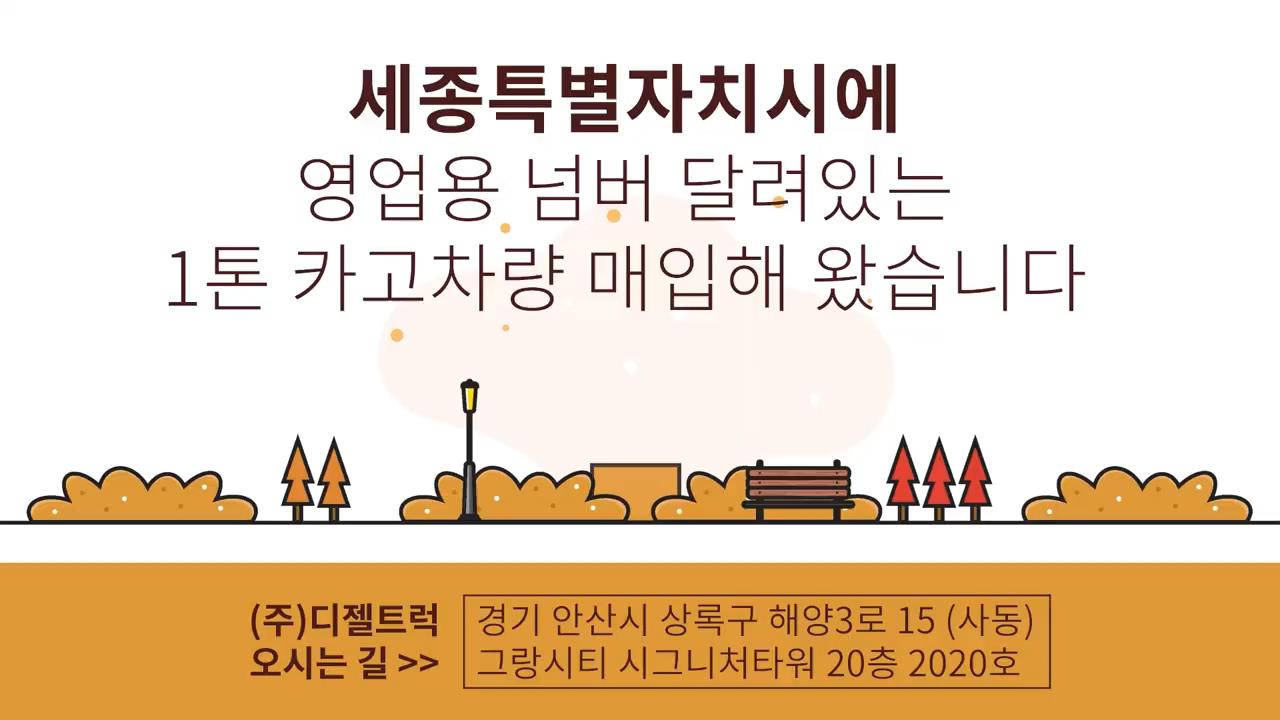 세종특별자치시에
영업용 넘버 달려있는
1톤 카고차량 매입해 왔습니다
(주)디젤트럭
오시는 길 >>
경기 안산시 상록구 해양3로 15 (사동)
그랑시티 시그니처타워 20층 2020호